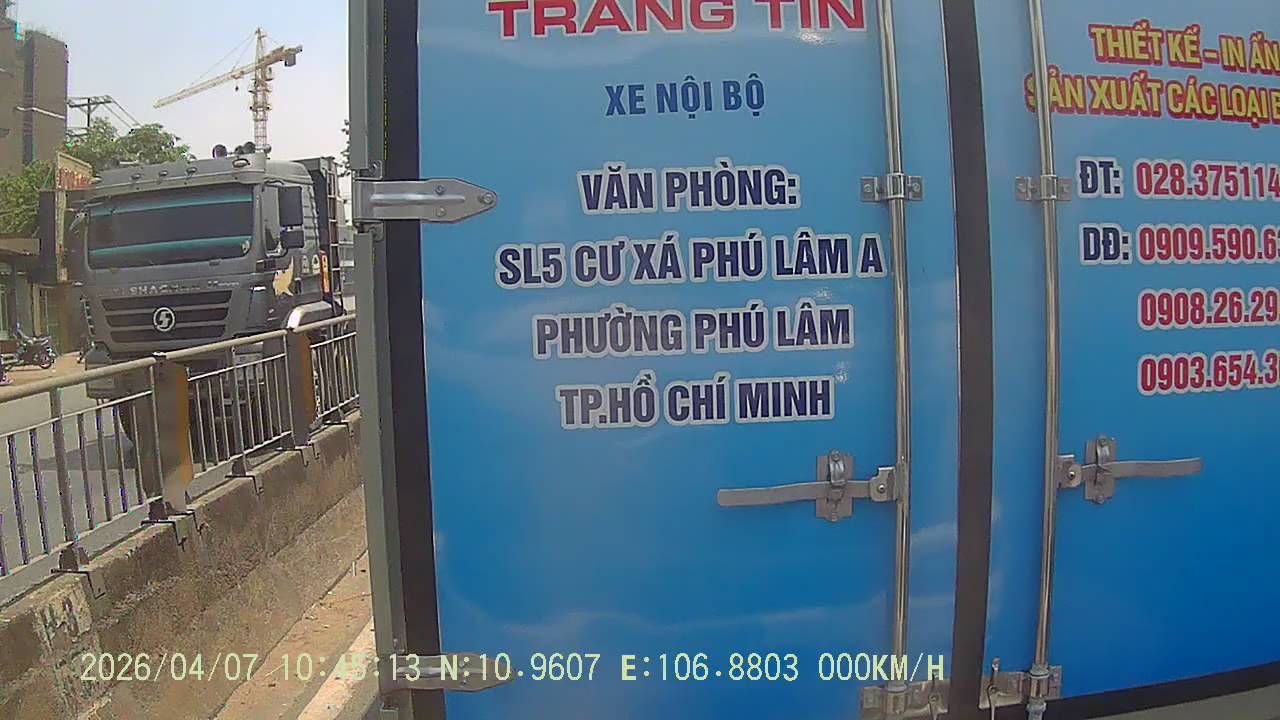 TRANG TIN
XE NỘI BỘ
VĂN PHÒNG:
SL5 CƯ XÁ PHÚ LÂM A
PHƯỜNG PHÚ LÂM
TP.HỒ CHÍ MINH
THIẾT KẾ - IN ẤN
SẢN XUẤT CÁC LOẠI
ĐT: 028.375114
DĐ: 0909.590.6
0908.26.29
0903.654.3
SHACMAN
2026/04/07 10:45:13 N:10.9607 E:106.8803 000KM/H